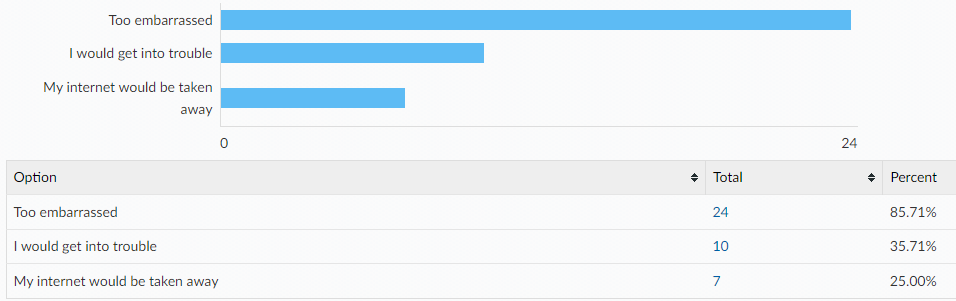 Too embarrassed
I would get into trouble
My internet would be taken
away
0 24
Option Total Percent
Too embarrassed 24 85.71%
I would get into trouble 10 35.71%
My internet would be taken away 7 25.00%